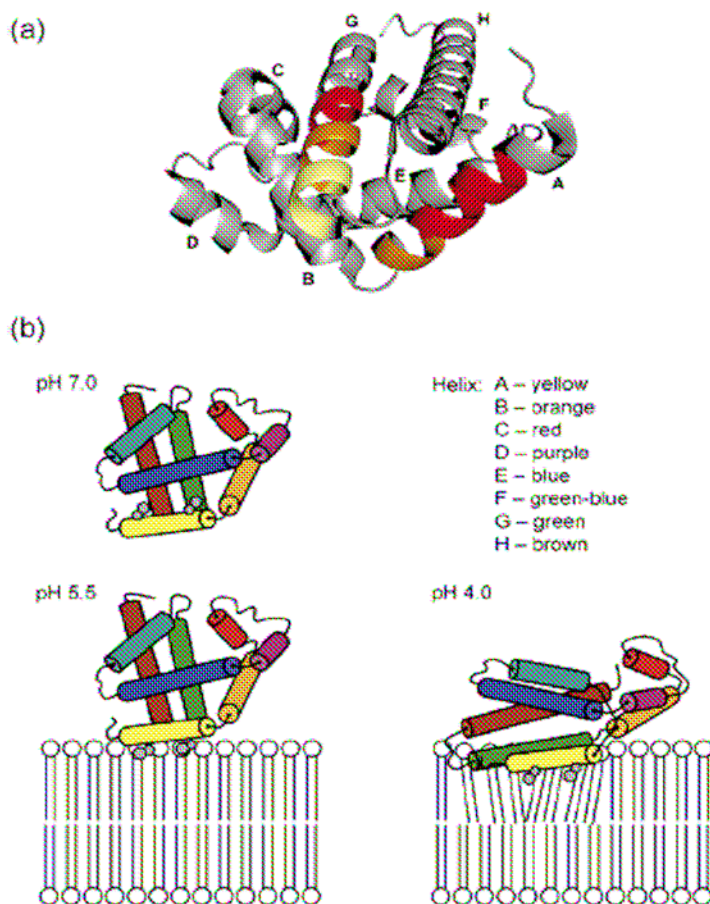 (a)
G
H
C
F
A
E
D
B
(b)
pH 7.0
Helix: A – yellow
B – orange
C – red
D – purple
E – blue
F – green-blue
G – green
H – brown
pH 5.5
pH 4.0